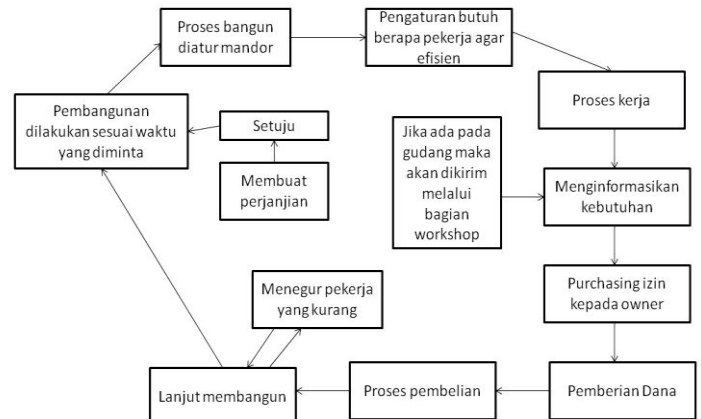 Proses bangun
diatur mandor
Pengaturan butuh
berapa pekerja agar
efisien
Proses kerja
Pembangunan
dilakukan sesuai waktu
yang diminta
Setuju
Membuat
perjanjian
Jika ada pada
gudang maka
akan dikirim
melalui
bagian
workshop
Menginformasikan
kebutuhan
Purchasing izin
kepada owner
Menegur pekerja
yang kurang
Lanjut membangun
Proses pembelian
Pemberian Dana